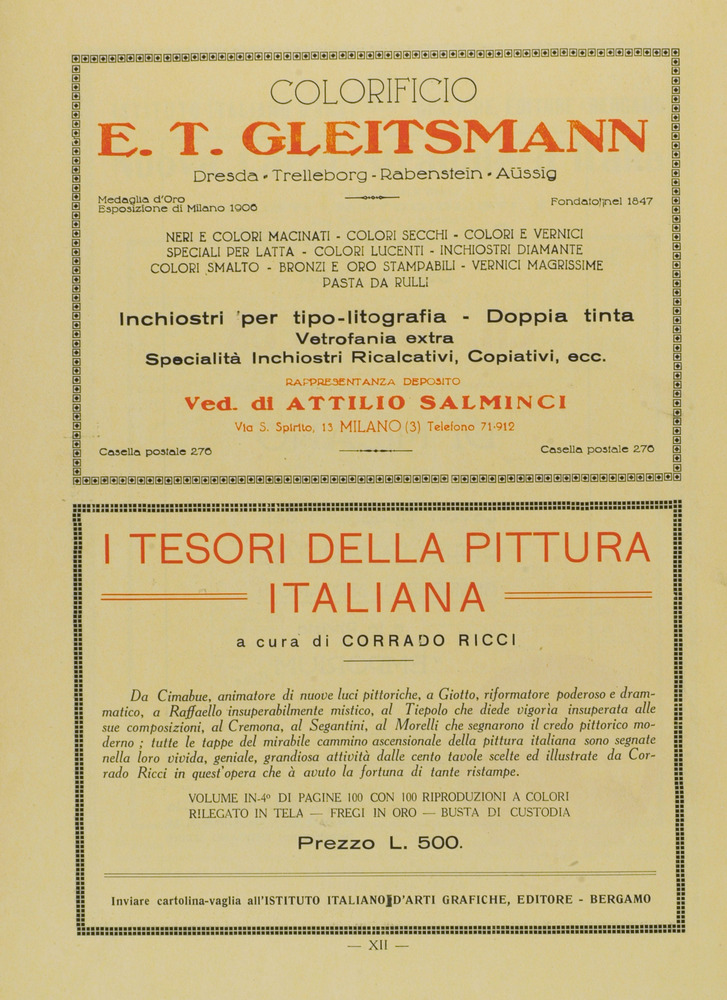 COLORIFICIO
E. T. GLEITSMANN
Dresda - Trelleborg - Rabenstein - Aüssig
Medaglia d'Oro
Esposizione di Milano 1906
Fondato nel 1847
NERI E COLORI MACINATI - COLORI SECCHI - COLORI E VERNICI
SPECIALI PER LATTA - COLORI LUCENTI - INCHIOSTRI DIAMANTE
COLORI SMALTO - BRONZI E ORO STAMPABILI - VERNICI MAGRISSIME
PASTA DA RULLI
Inchiostri per tipo-litografia - Doppia tinta
Vetrofania extra
Specialità Inchiostri Ricalcativi, Copiativi, ecc.
RAPPRESENTANZA DEPOSITO
Ved. di ATTILIO SALMINCI
Via S. Spirito, 13 MILANO (3) Telefono 71-912
Casella postale 276
Casella postale 276
I TESORI DELLA PITTURA
ITALIANA
a cura di CORRADO RICCI
Da Cimabue, animatore di nuove luci pittoriche, a Giotto, riformatore poderoso e dram-
matico, a Raffaello insuperabilmente mistico, al Tiepolo che diede vigoria insuperata alle
sue composizioni, al Cremona, al Segantini, al Morelli che segnarono il credo pittorico mo-
derno ; tutte le tappe del mirabile cammino ascensionale della pittura italiana sono segnate
nella loro vivida, geniale, grandiosa attività dalle cento tavole scelte ed illustrate da Cor-
rado Ricci in quest'opera che à avuto la fortuna di tante ristampe.
VOLUME IN-4º DI PAGINE 100 CON 100 RIPRODUZIONI A COLORI
RILEGATO IN TELA — FREGI IN ORO — BUSTA DI CUSTODIA
Prezzo L. 500.
Inviare cartolina-vaglia all'ISTITUTO ITALIANO D'ARTI GRAFICHE, EDITORE - BERGAMO
— XII —